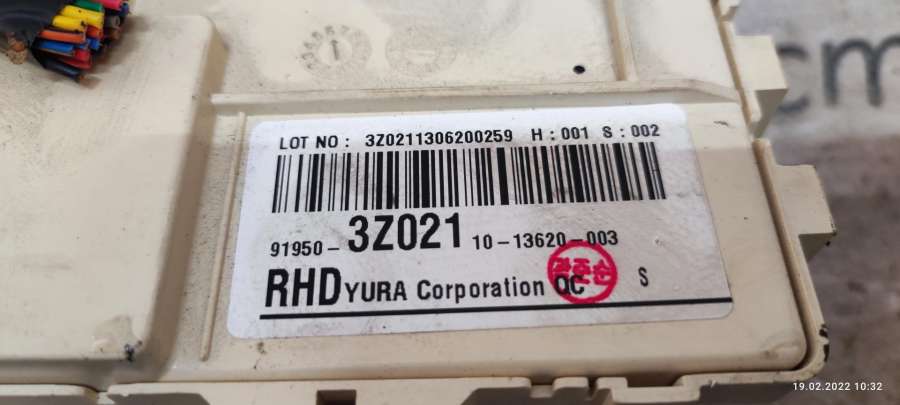 cm
LOT NO : 3Z0211306200259 H : 001 S : 002
91950-3Z021 10-13620-003
RHD YURA Corporation QC S
19.02.2022 10:32